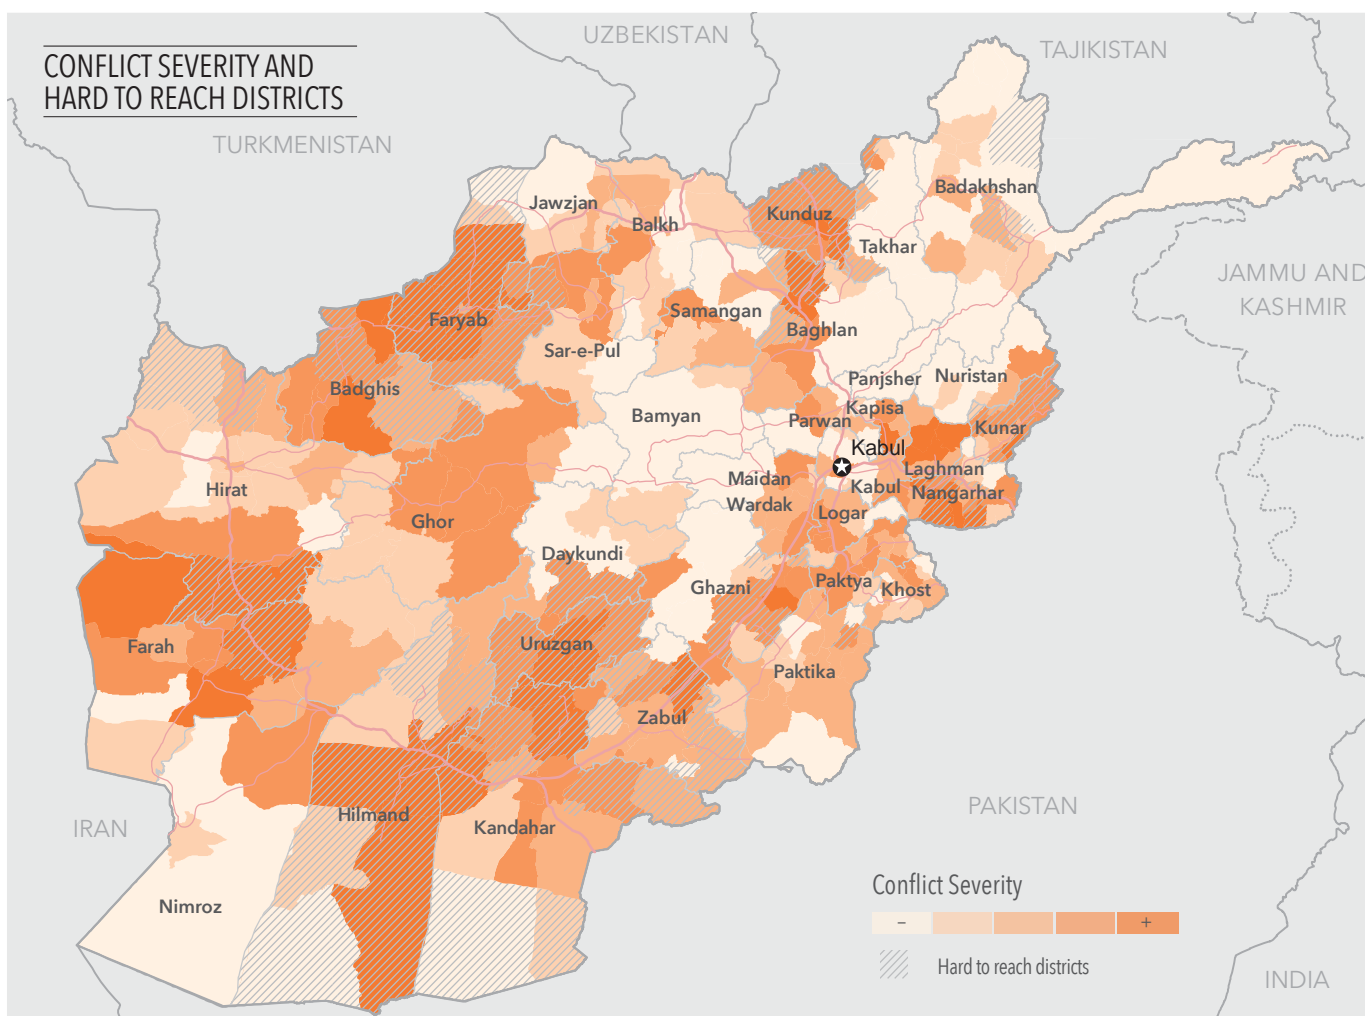 CONFLICT SEVERITY AND
HARD TO REACH DISTRICTS
UZBEKISTAN
TAJIKISTAN
TURKMENISTAN
JAMMU AND
KASHMIR
Jawzjan
Balkh
Kunduz
Badakhshan
Takhar
Faryab
Samangan
Baghlan
Sar-e-Pul
Badghis
Panjsher
Nuristan
Bamyan
Parwan
Kapisa
Kunar
Kabul
Laghman
Hirat
Maidan
Wardak
Kabul
Nangarhar
Ghor
Logar
Daykundi
Ghazni
Paktya
Khost
Farah
Uruzgan
Paktika
Zabul
Hilmand
Kandahar
Nimroz
IRAN
PAKISTAN
INDIA
Conflict Severity
– +
Hard to reach districts